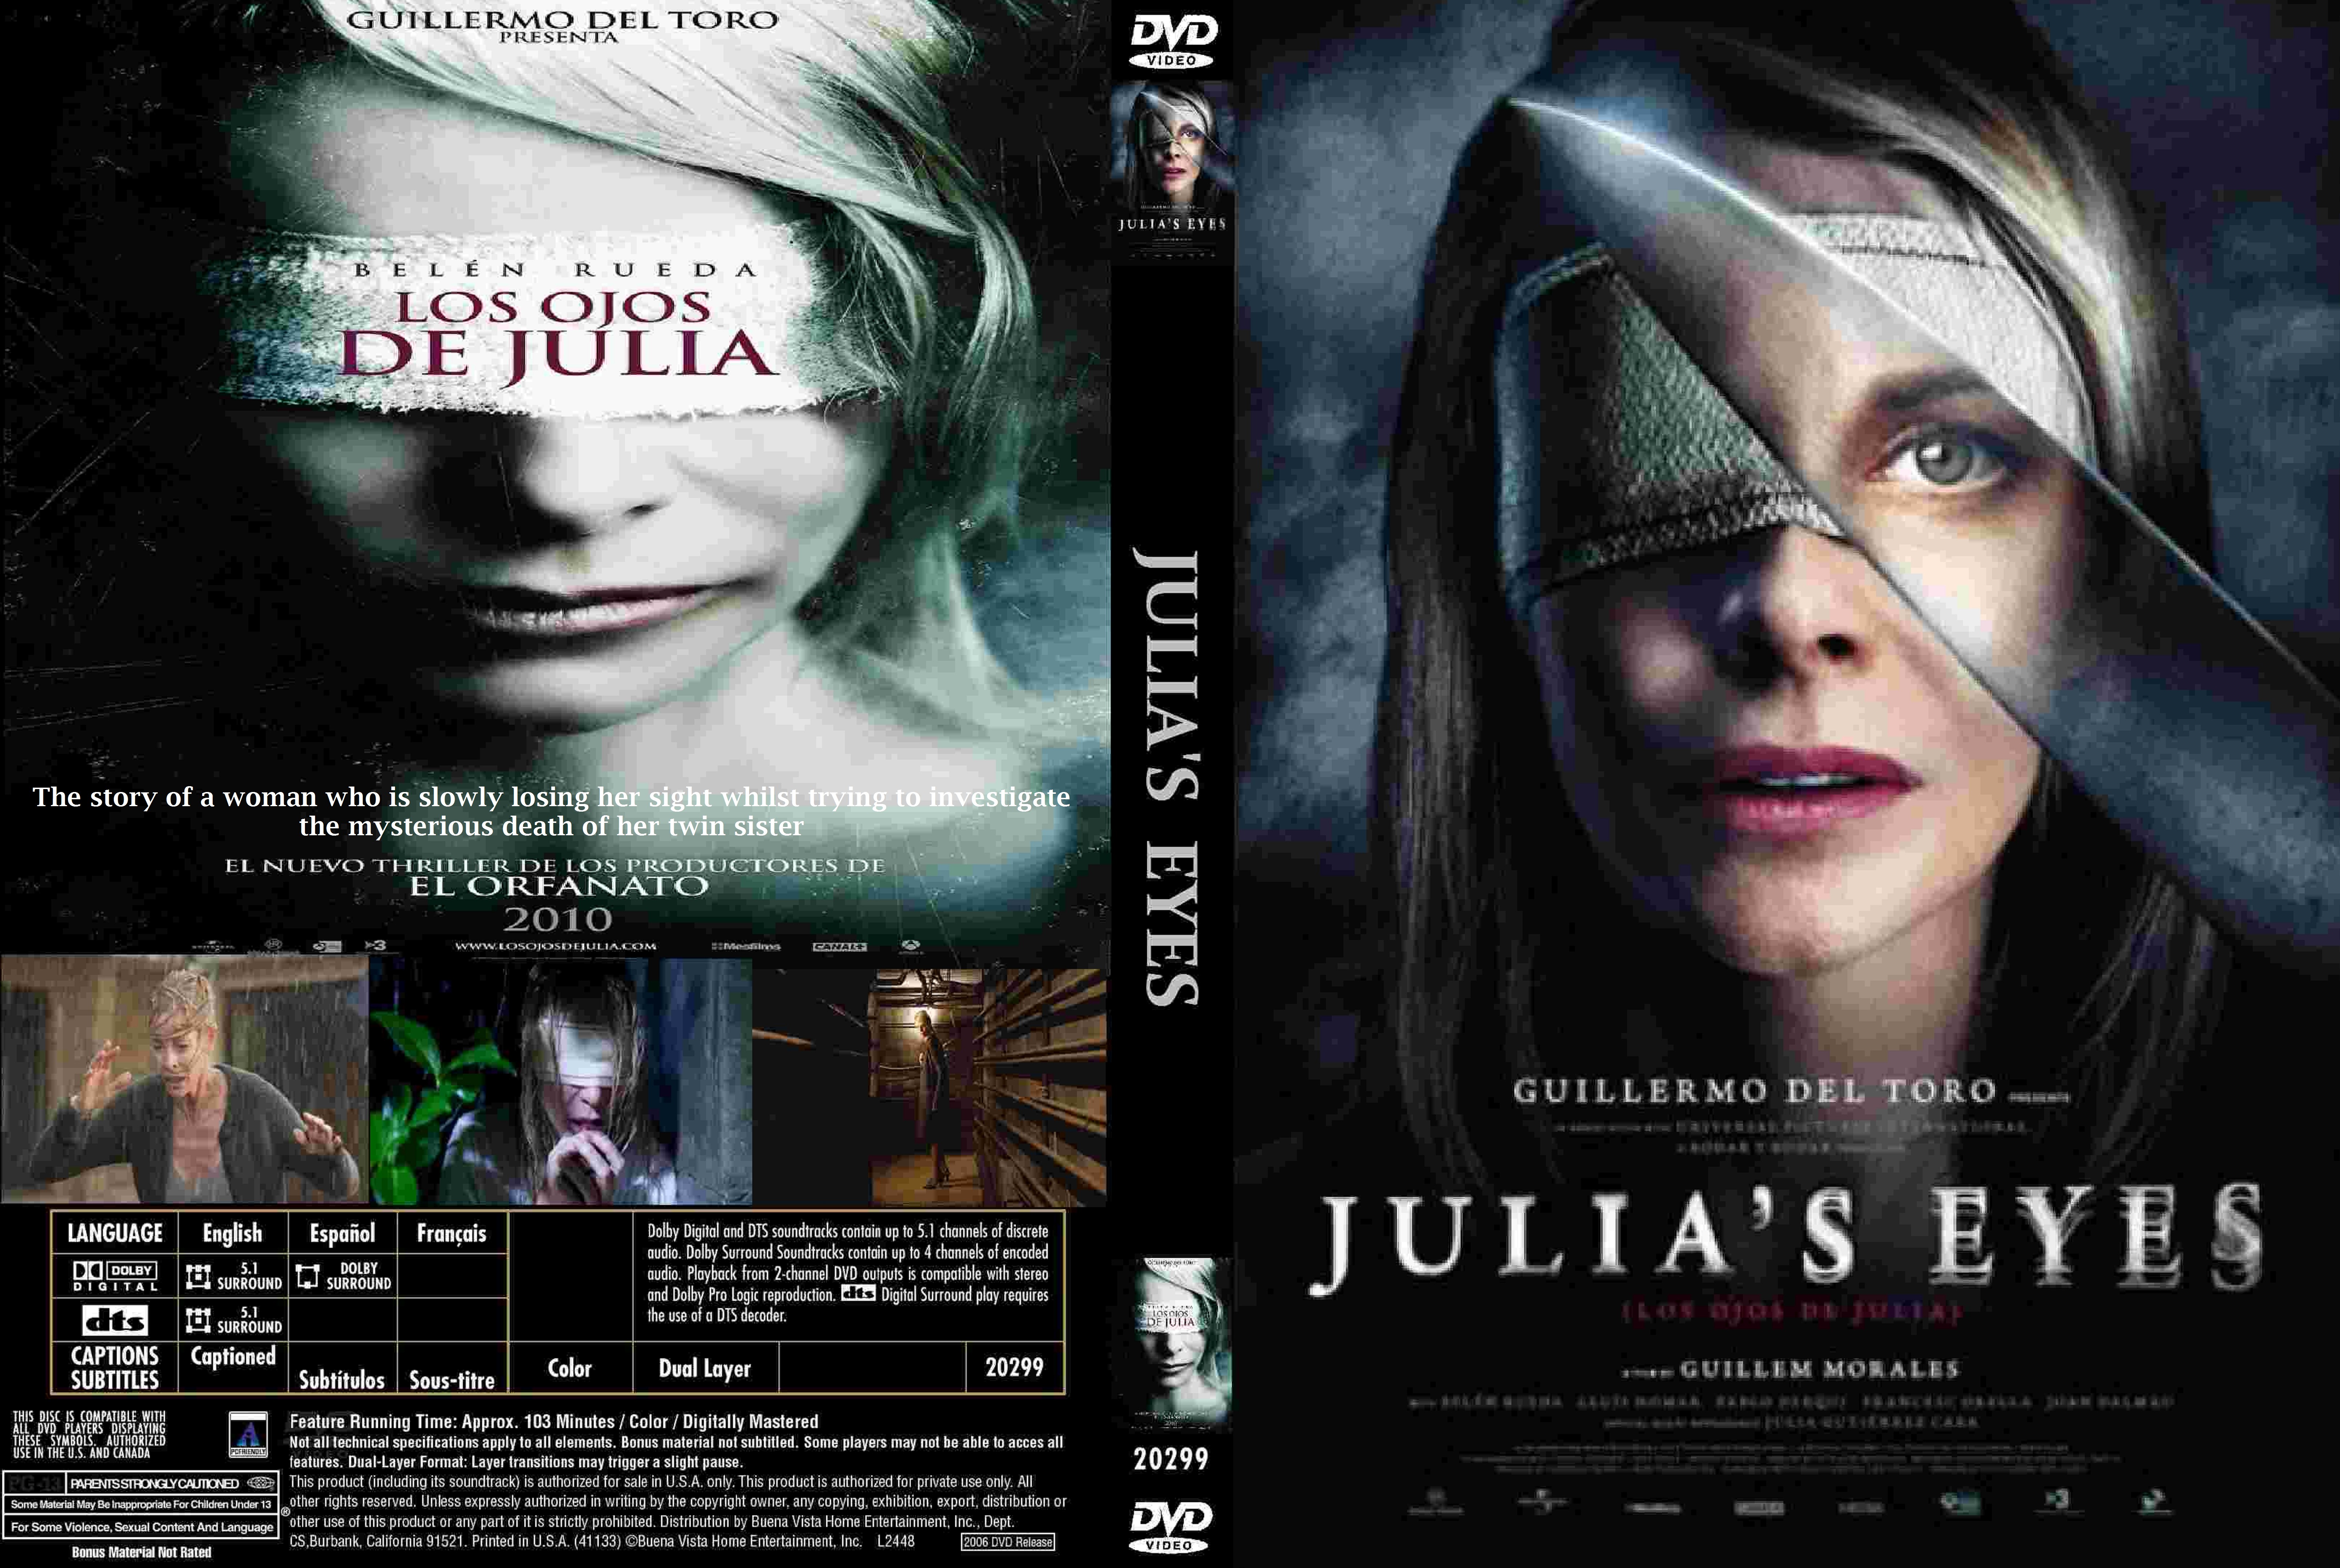 GUILLERMO DEL TORO
PRESENTA
BELÉN RUEDA
LOS OJOS
DE JULIA
The story of a woman who is slowly losing her sight whilst trying to investigate
the mysterious death of her twin sister
EL NUEVO THRILLER DE LOS PRODUCTORES DE
EL ORFANATO
2010
WWW.LOSOJOSDEJULIA.COM
Mesfilms
CANAL+
LANGUAGE English Español Français
DOLBY
DIGITAL
5.1
SURROUND
DOLBY
SURROUND
dts
5.1
SURROUND
CAPTIONS
SUBTITLES
Captioned
Subtítulos
Sous-titre
Color
Dual Layer
20299
Dolby Digital and DTS soundtracks contain up to 5.1 channels of discrete
audio. Dolby Surround Soundtracks contain up to 4 channels of encoded
audio. Playback from 2-channel DVD outputs is compatible with stereo
and Dolby Pro Logic reproduction. dts Digital Surround play requires
the use of a DTS decoder.
THIS DISC IS COMPATIBLE WITH
ALL DVD PLAYERS DISPLAYING
THESE SYMBOLS. AUTHORIZED
USE IN THE U.S. AND CANADA
PCFRIENDLY
PG-13 PARENTS STRONGLY CAUTIONED
Some Material May Be Inappropriate For Children Under 13
For Some Violence, Sexual Content And Language
®
Bonus Material Not Rated
Feature Running Time: Approx. 103 Minutes / Color / Digitally Mastered
Not all technical specifications apply to all elements. Bonus material not subtitled. Some players may not be able to acces all
features. Dual-Layer Format: Layer transitions may trigger a slight pause.
This product (including its soundtrack) is authorized for sale in U.S.A. only. This product is authorized for private use only. All
other rights reserved. Unless expressly authorized in writing by the copyright owner, any copying, exhibition, export, distribution or
other use of this product or any part of it is strictly prohibited. Distribution by Buena Vista Home Entertainment, Inc., Dept.
CS,Burbank, California 91521. Printed in U.S.A. (41133) ©Buena Vista Home Entertainment, Inc. L2448
2006 DVD Release
DVD
VIDEO
JULIA'S EYES
JULIA'S EYES
LOS OJOS
DE JULIA
20299
DVD
VIDEO
GUILLERMO DEL TORO
JULIA'S EYES
(LOS OJOS DE JULIA)
GUILLEM MORALES
JULIA GUTIÉRREZ CABA